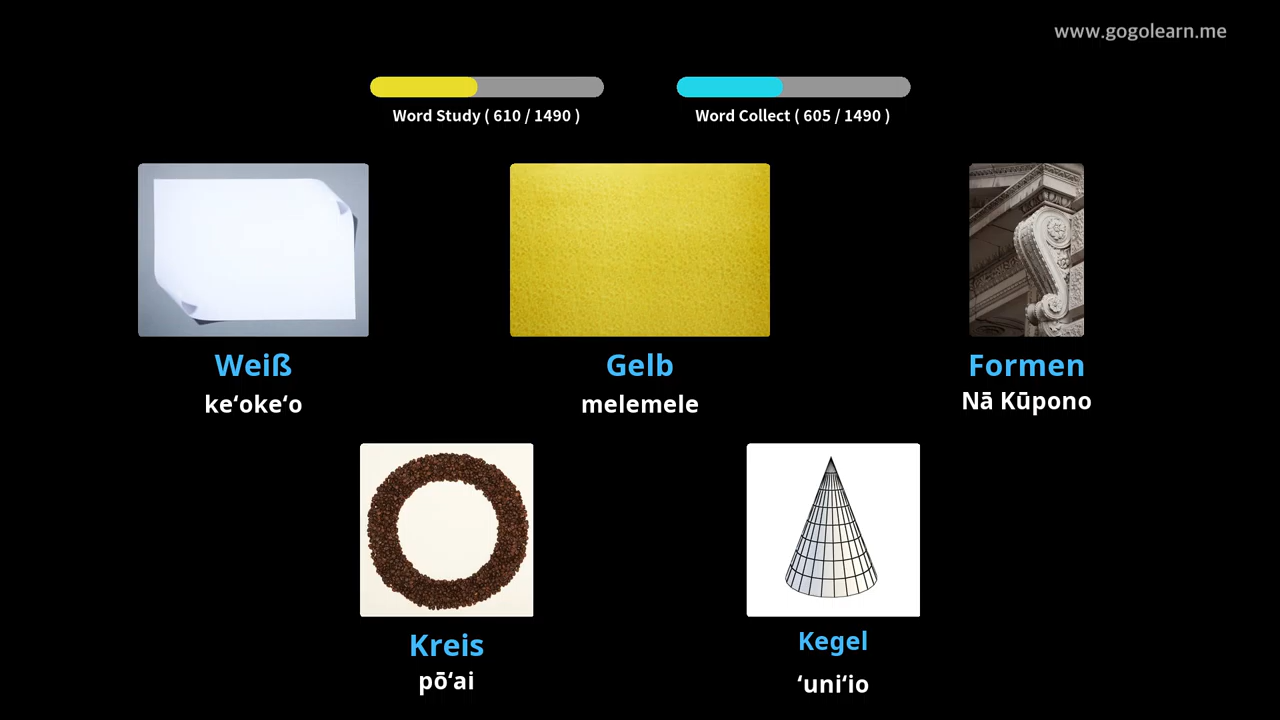 www.gogolearn.me
Word Study ( 610 / 1490 )
Word Collect ( 605 / 1490 )
Weiß
keʻokeʻo
Gelb
melemele
Formen
Nā Kūpono
Kreis
pōʻai
Kegel
ʻuniʻio